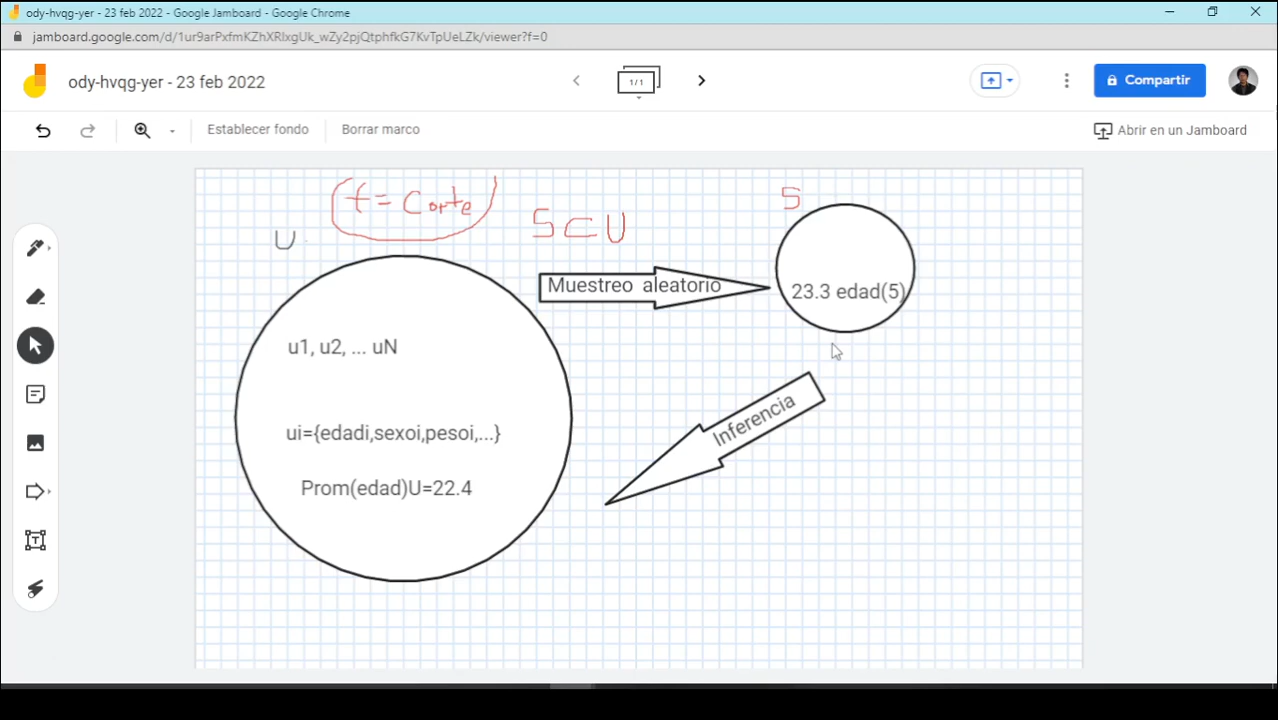 ody-hvqg-yer - 23 feb 2022 - Google Jamboard - Google Chrome
jamboard.google.com/d/1ur9arPxfmKZhXRlxgUk_wZy2pjQtphfkG7KvTpUeLZk/viewer?f=0
ody-hvqg-yer - 23 feb 2022
1/1
Compartir
Establecer fondo
Borrar marco
Abrir en un Jamboard
t = Corte
S
U
S⊂U
Muestreo aleatorio
23.3 edad(5)
u1, u2, ... uN
Inferencia
ui={edadi,sexoi,pesoi,...}
Prom(edad)U=22.4